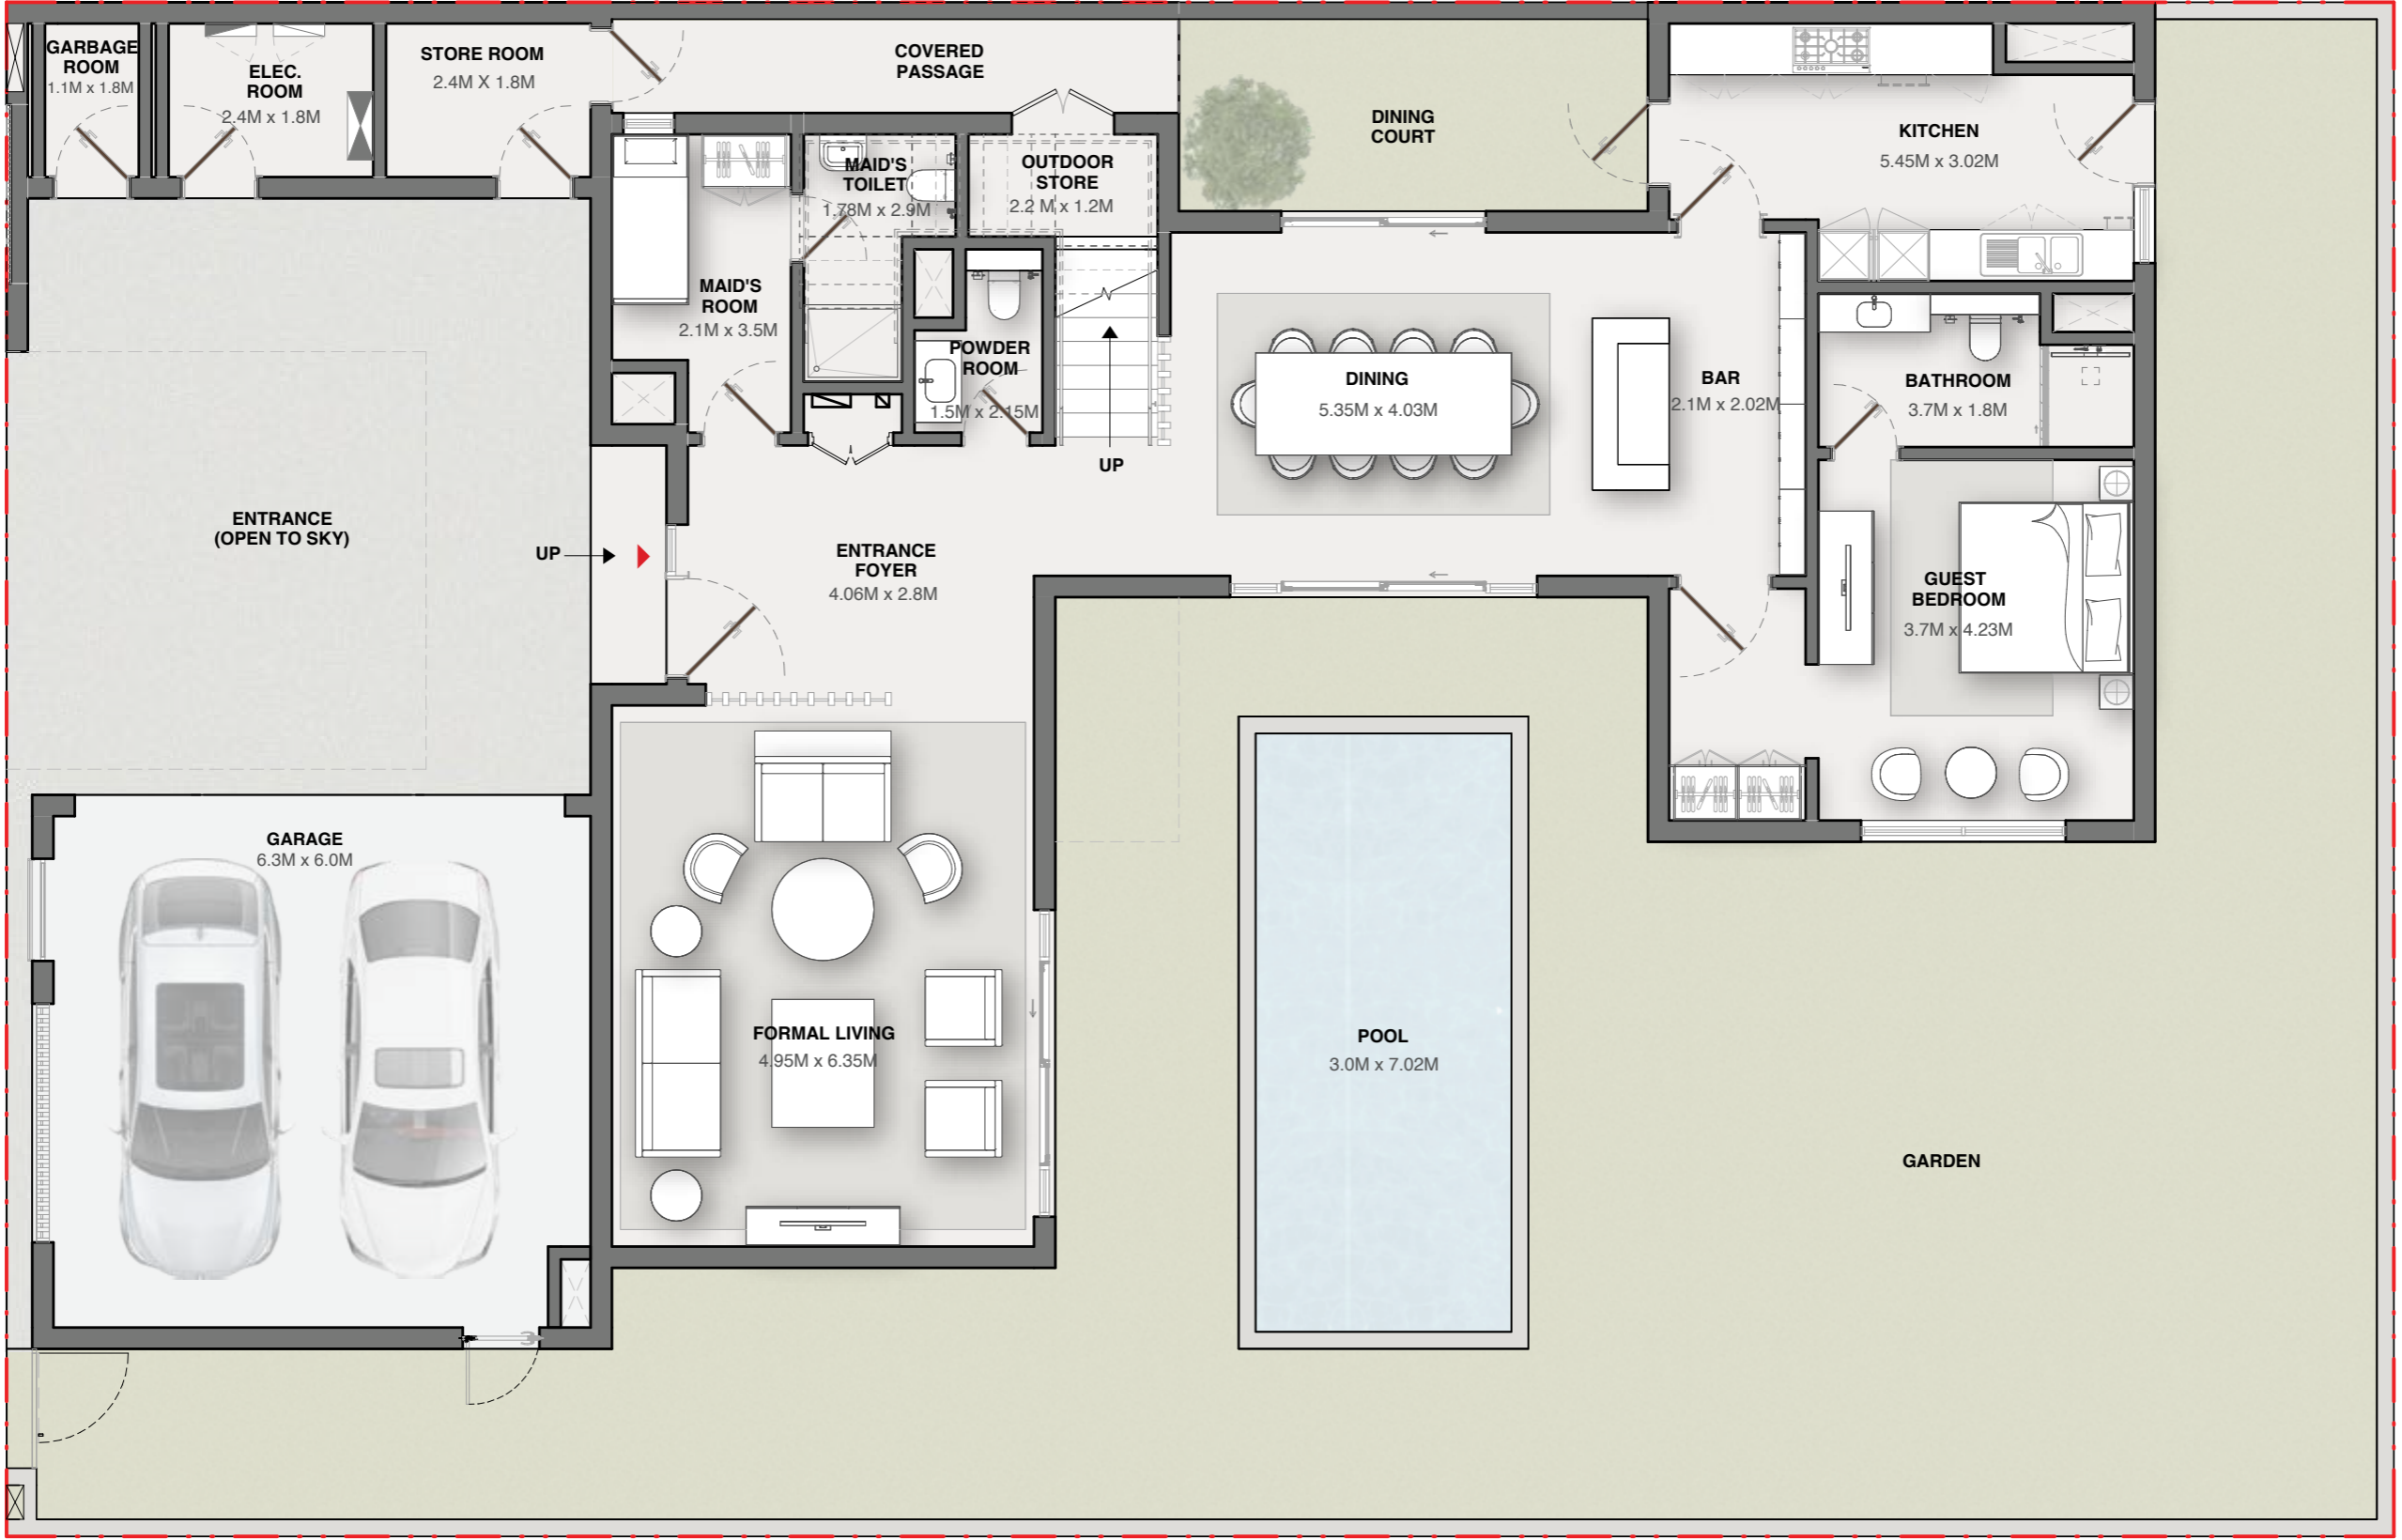 GARBAGE
ROOM
1.1M x 1.8M
ELEC.
ROOM
2.4M x 1.8M
STORE ROOM
2.4M X 1.8M
COVERED
PASSAGE
DINING
COURT
KITCHEN
5.45M x 3.02M
MAID'S
TOILET
1.78M x 2.9M
OUTDOOR
STORE
2.2 M x 1.2M
MAID'S
ROOM
2.1M x 3.5M
POWDER
ROOM
1.5M x 2.15M
UP
DINING
5.35M x 4.03M
BAR
2.1M x 2.02M
BATHROOM
3.7M x 1.8M
ENTRANCE
(OPEN TO SKY)
UP
ENTRANCE
FOYER
4.06M x 2.8M
GUEST
BEDROOM
3.7M x 4.23M
GARAGE
6.3M x 6.0M
FORMAL LIVING
4.95M x 6.35M
POOL
3.0M x 7.02M
GARDEN